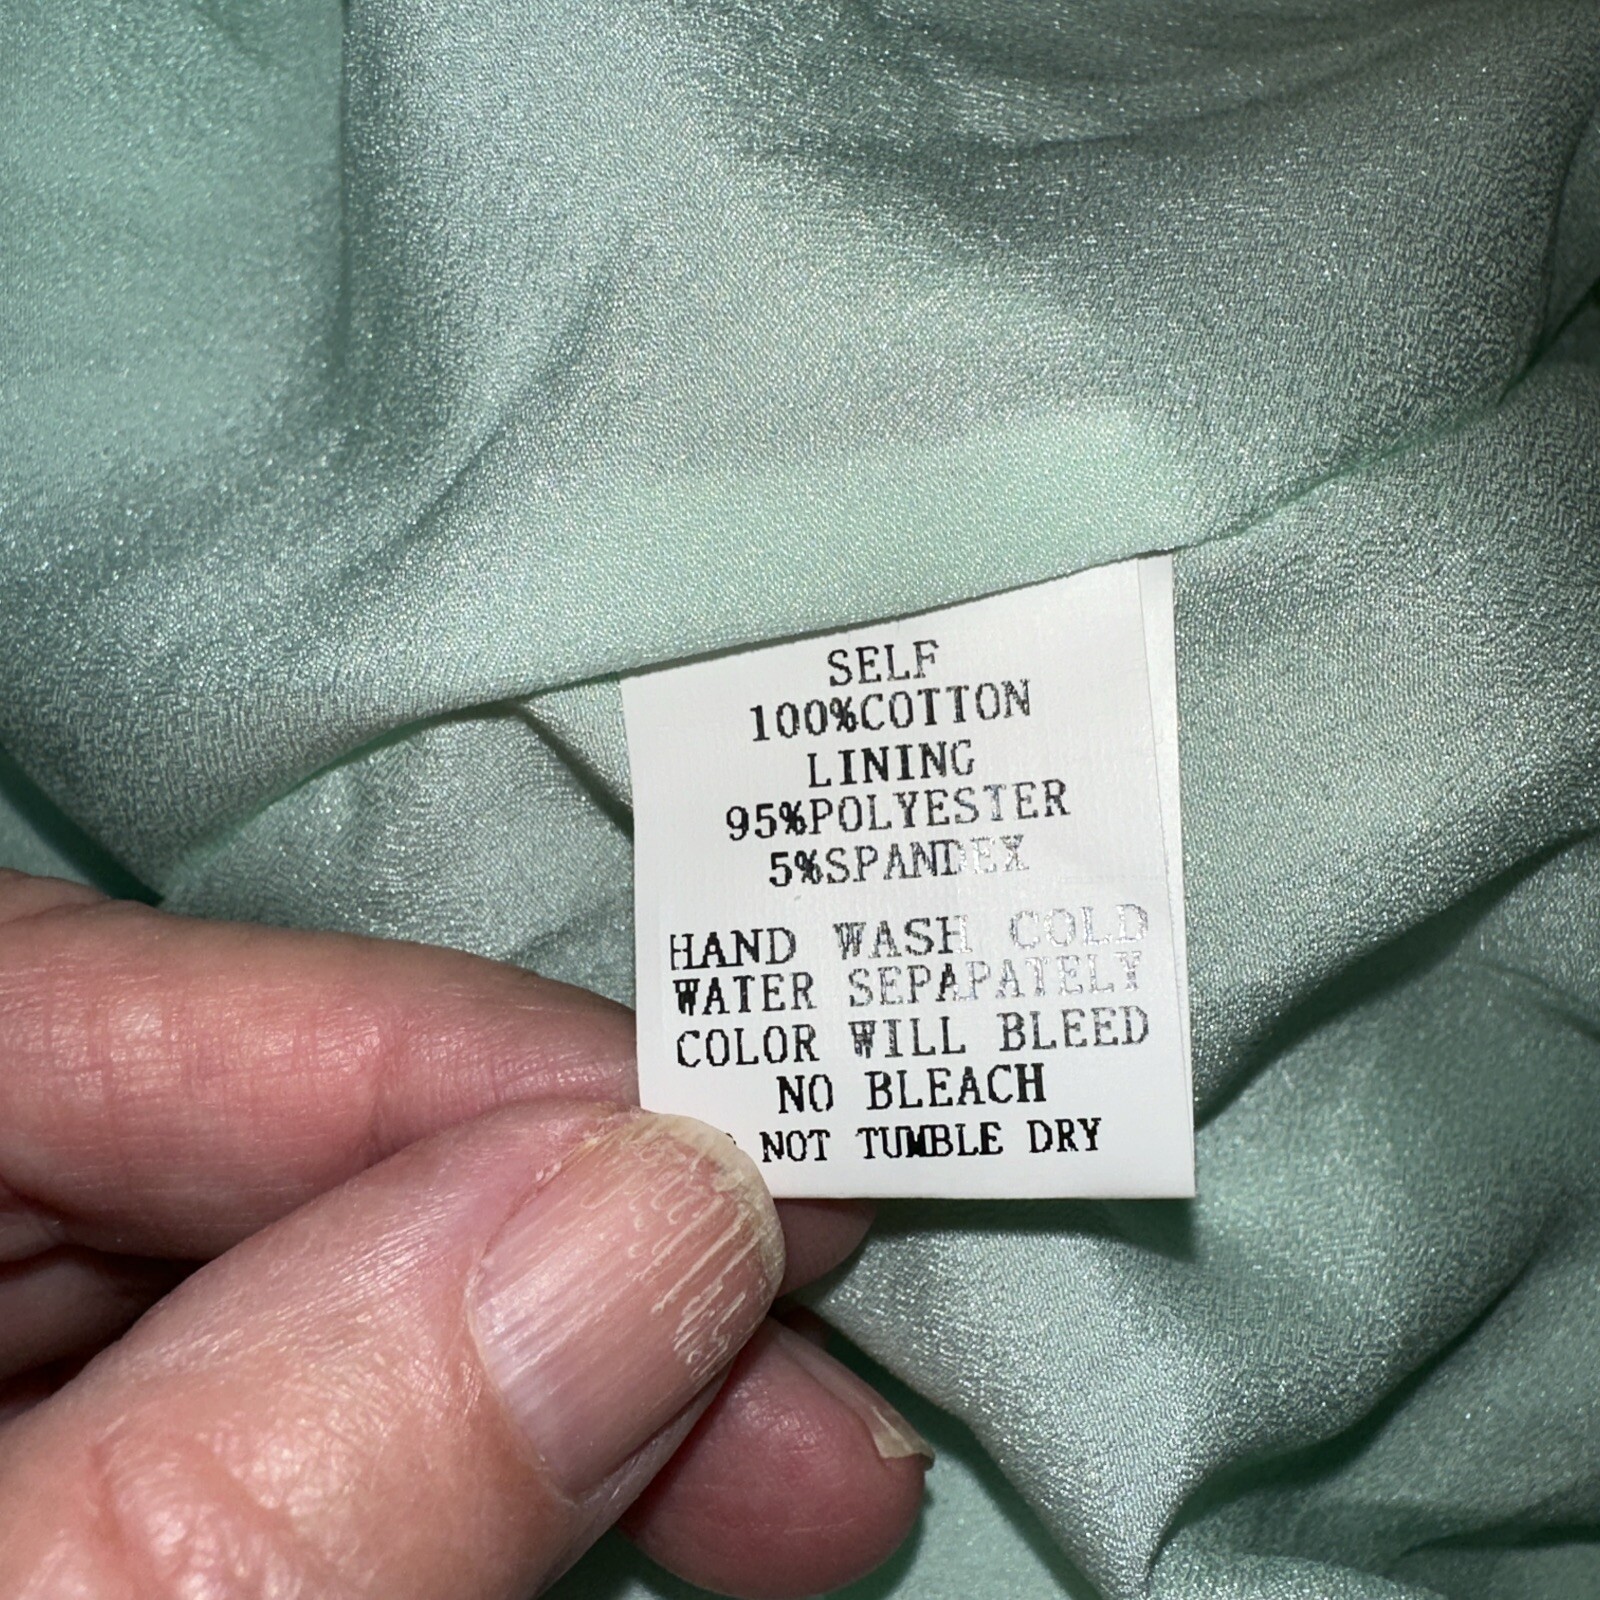 SELF
100%COTTON
LINING
95%POLYESTER
5%SPANDEX
HAND WASH COLD
WATER SEPAPATELY
COLOR WILL BLEED
NO BLEACH
NOT TUMBLE DRY